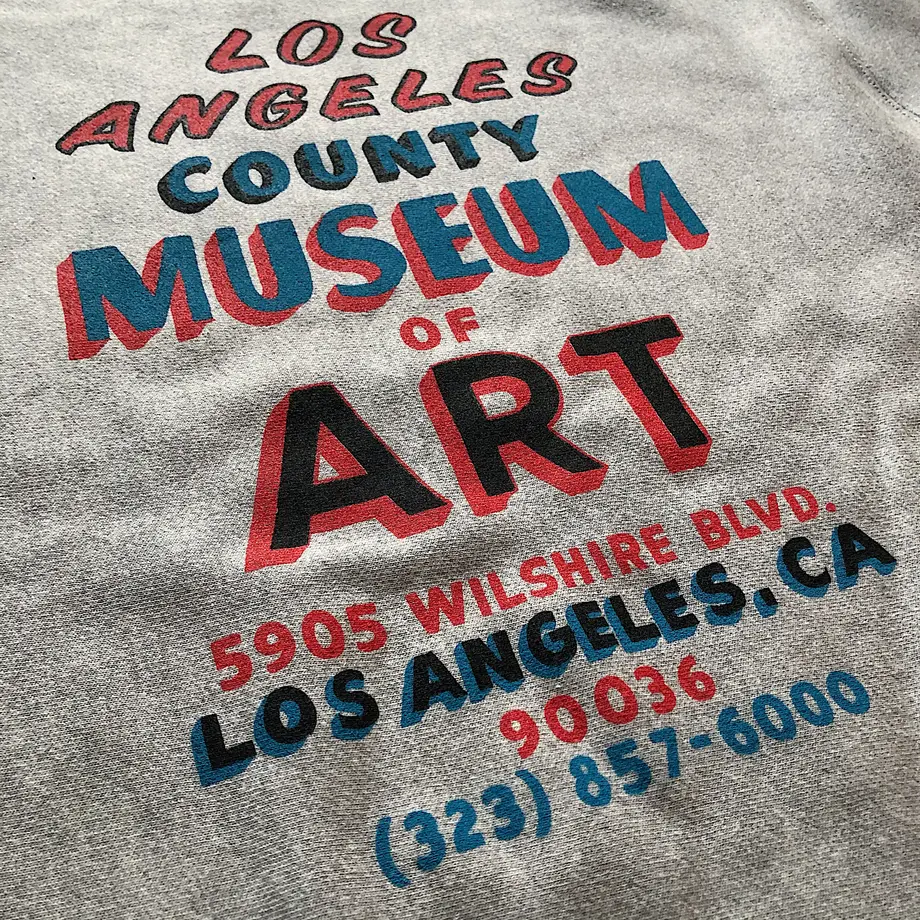 LOS
ANGELES
COUNTY
MUSEUM
OF
ART
5905 WILSHIRE BLVD.
LOS ANGELES, CA
90036
(323) 857-6000